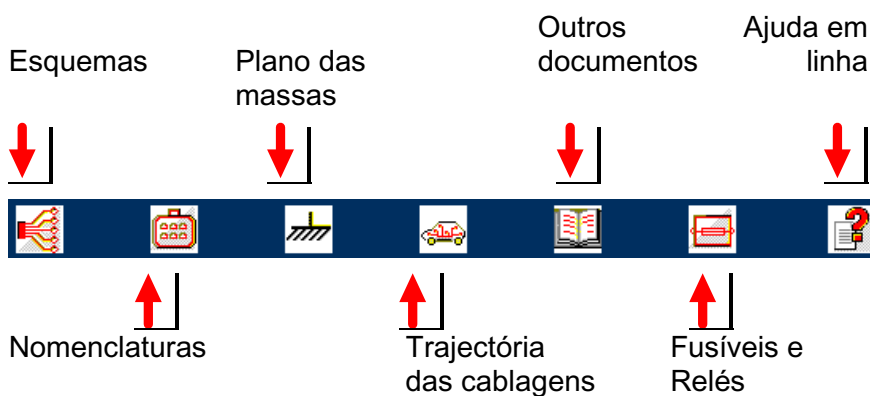 Esquemas
Plano das
massas
Outros
documentos
Ajuda em
linha
Nomenclaturas
Trajectória
das cablagens
Fusíveis e
Relés